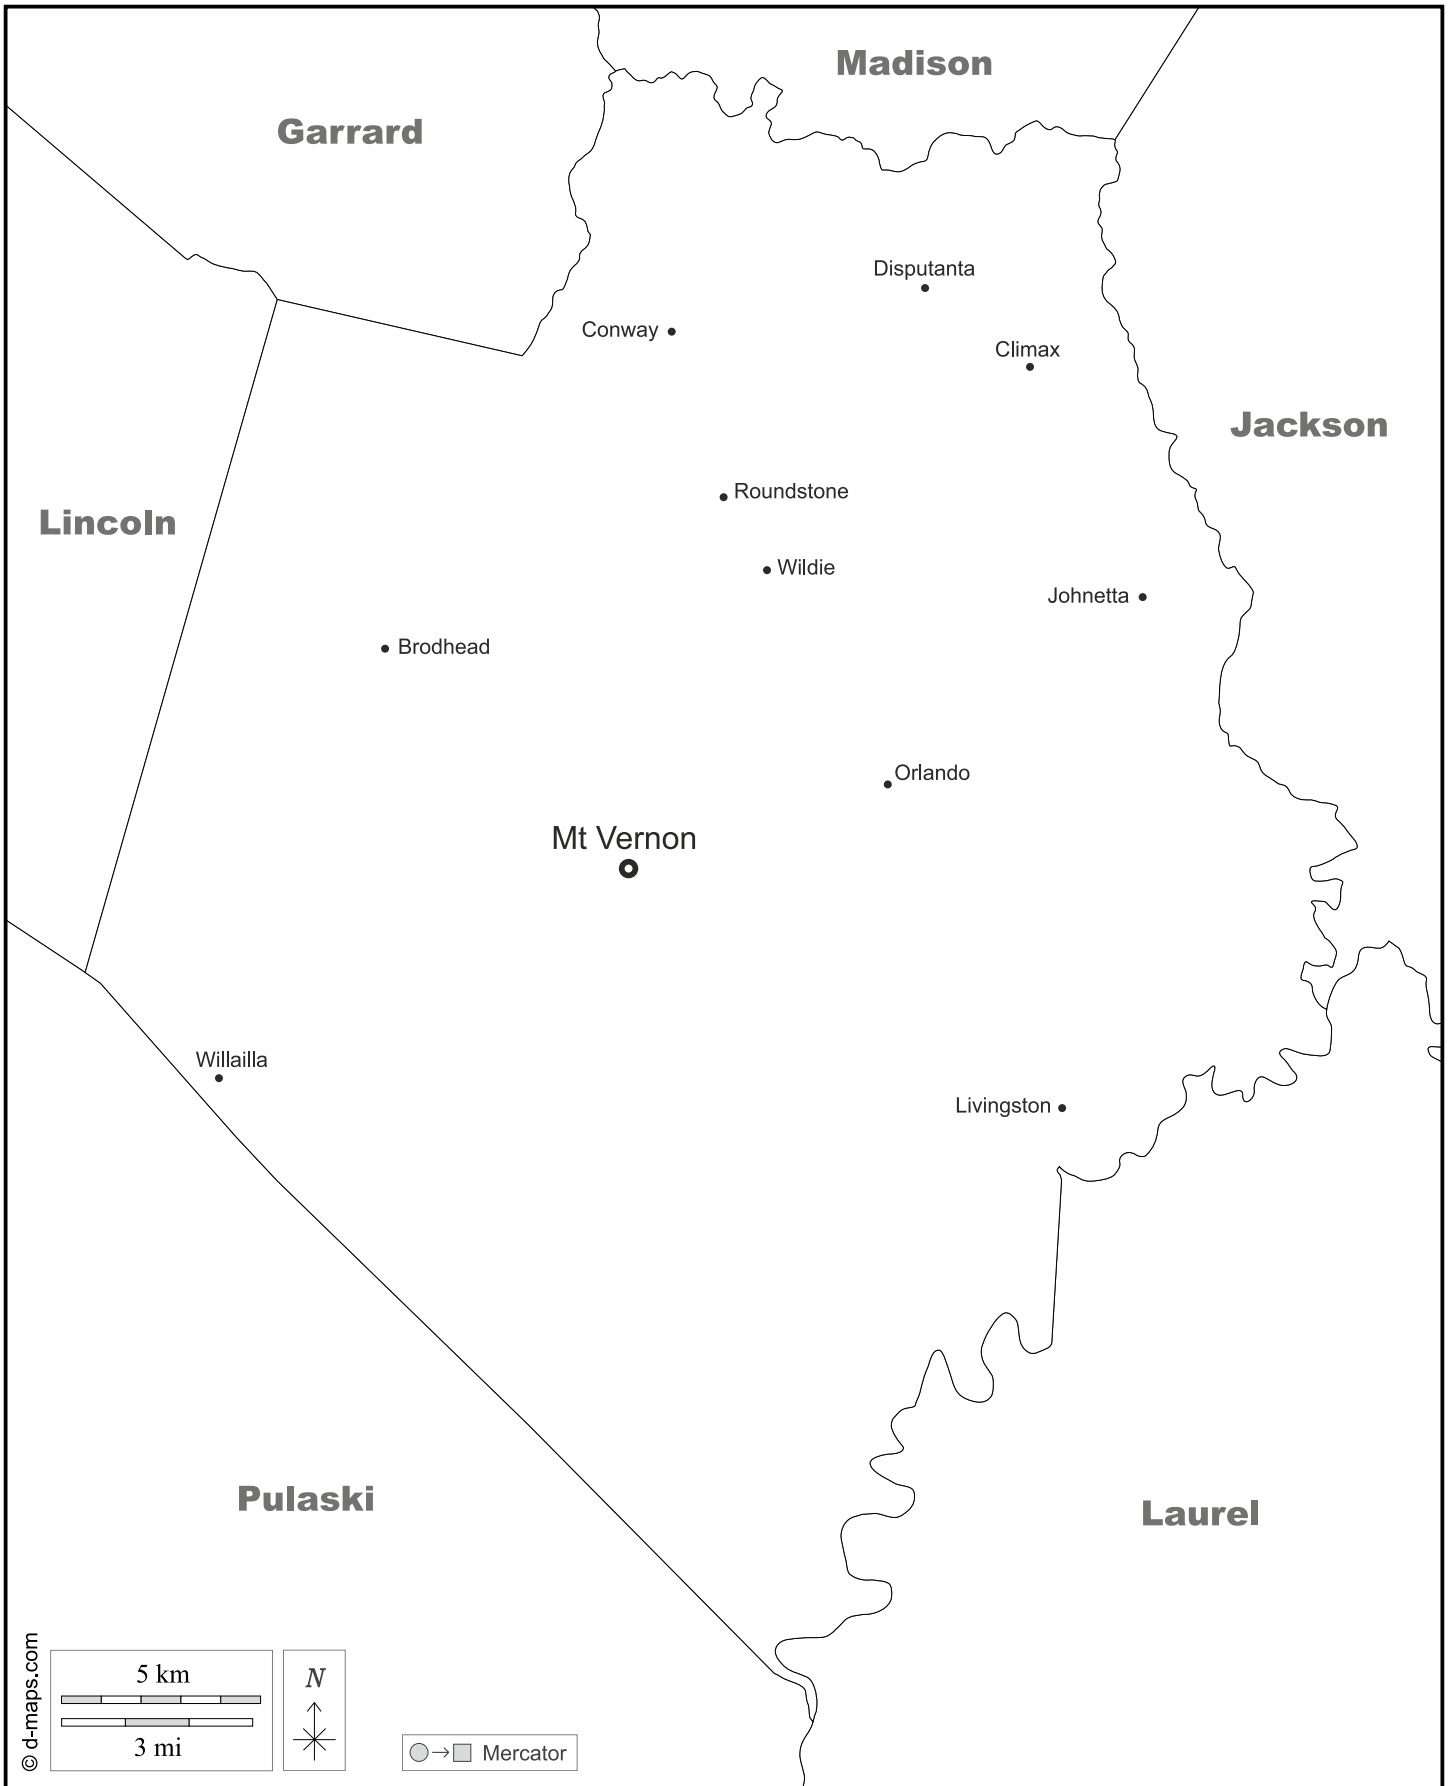 Madison
Garrard
Disputanta
Conway
Climax
Jackson
Roundstone
Lincoln
Wildie
Johnetta
Brodhead
Orlando
Mt Vernon
Willailla
Livingston
Pulaski
Laurel
© d-maps.com
5 km
3 mi
N
Mercator